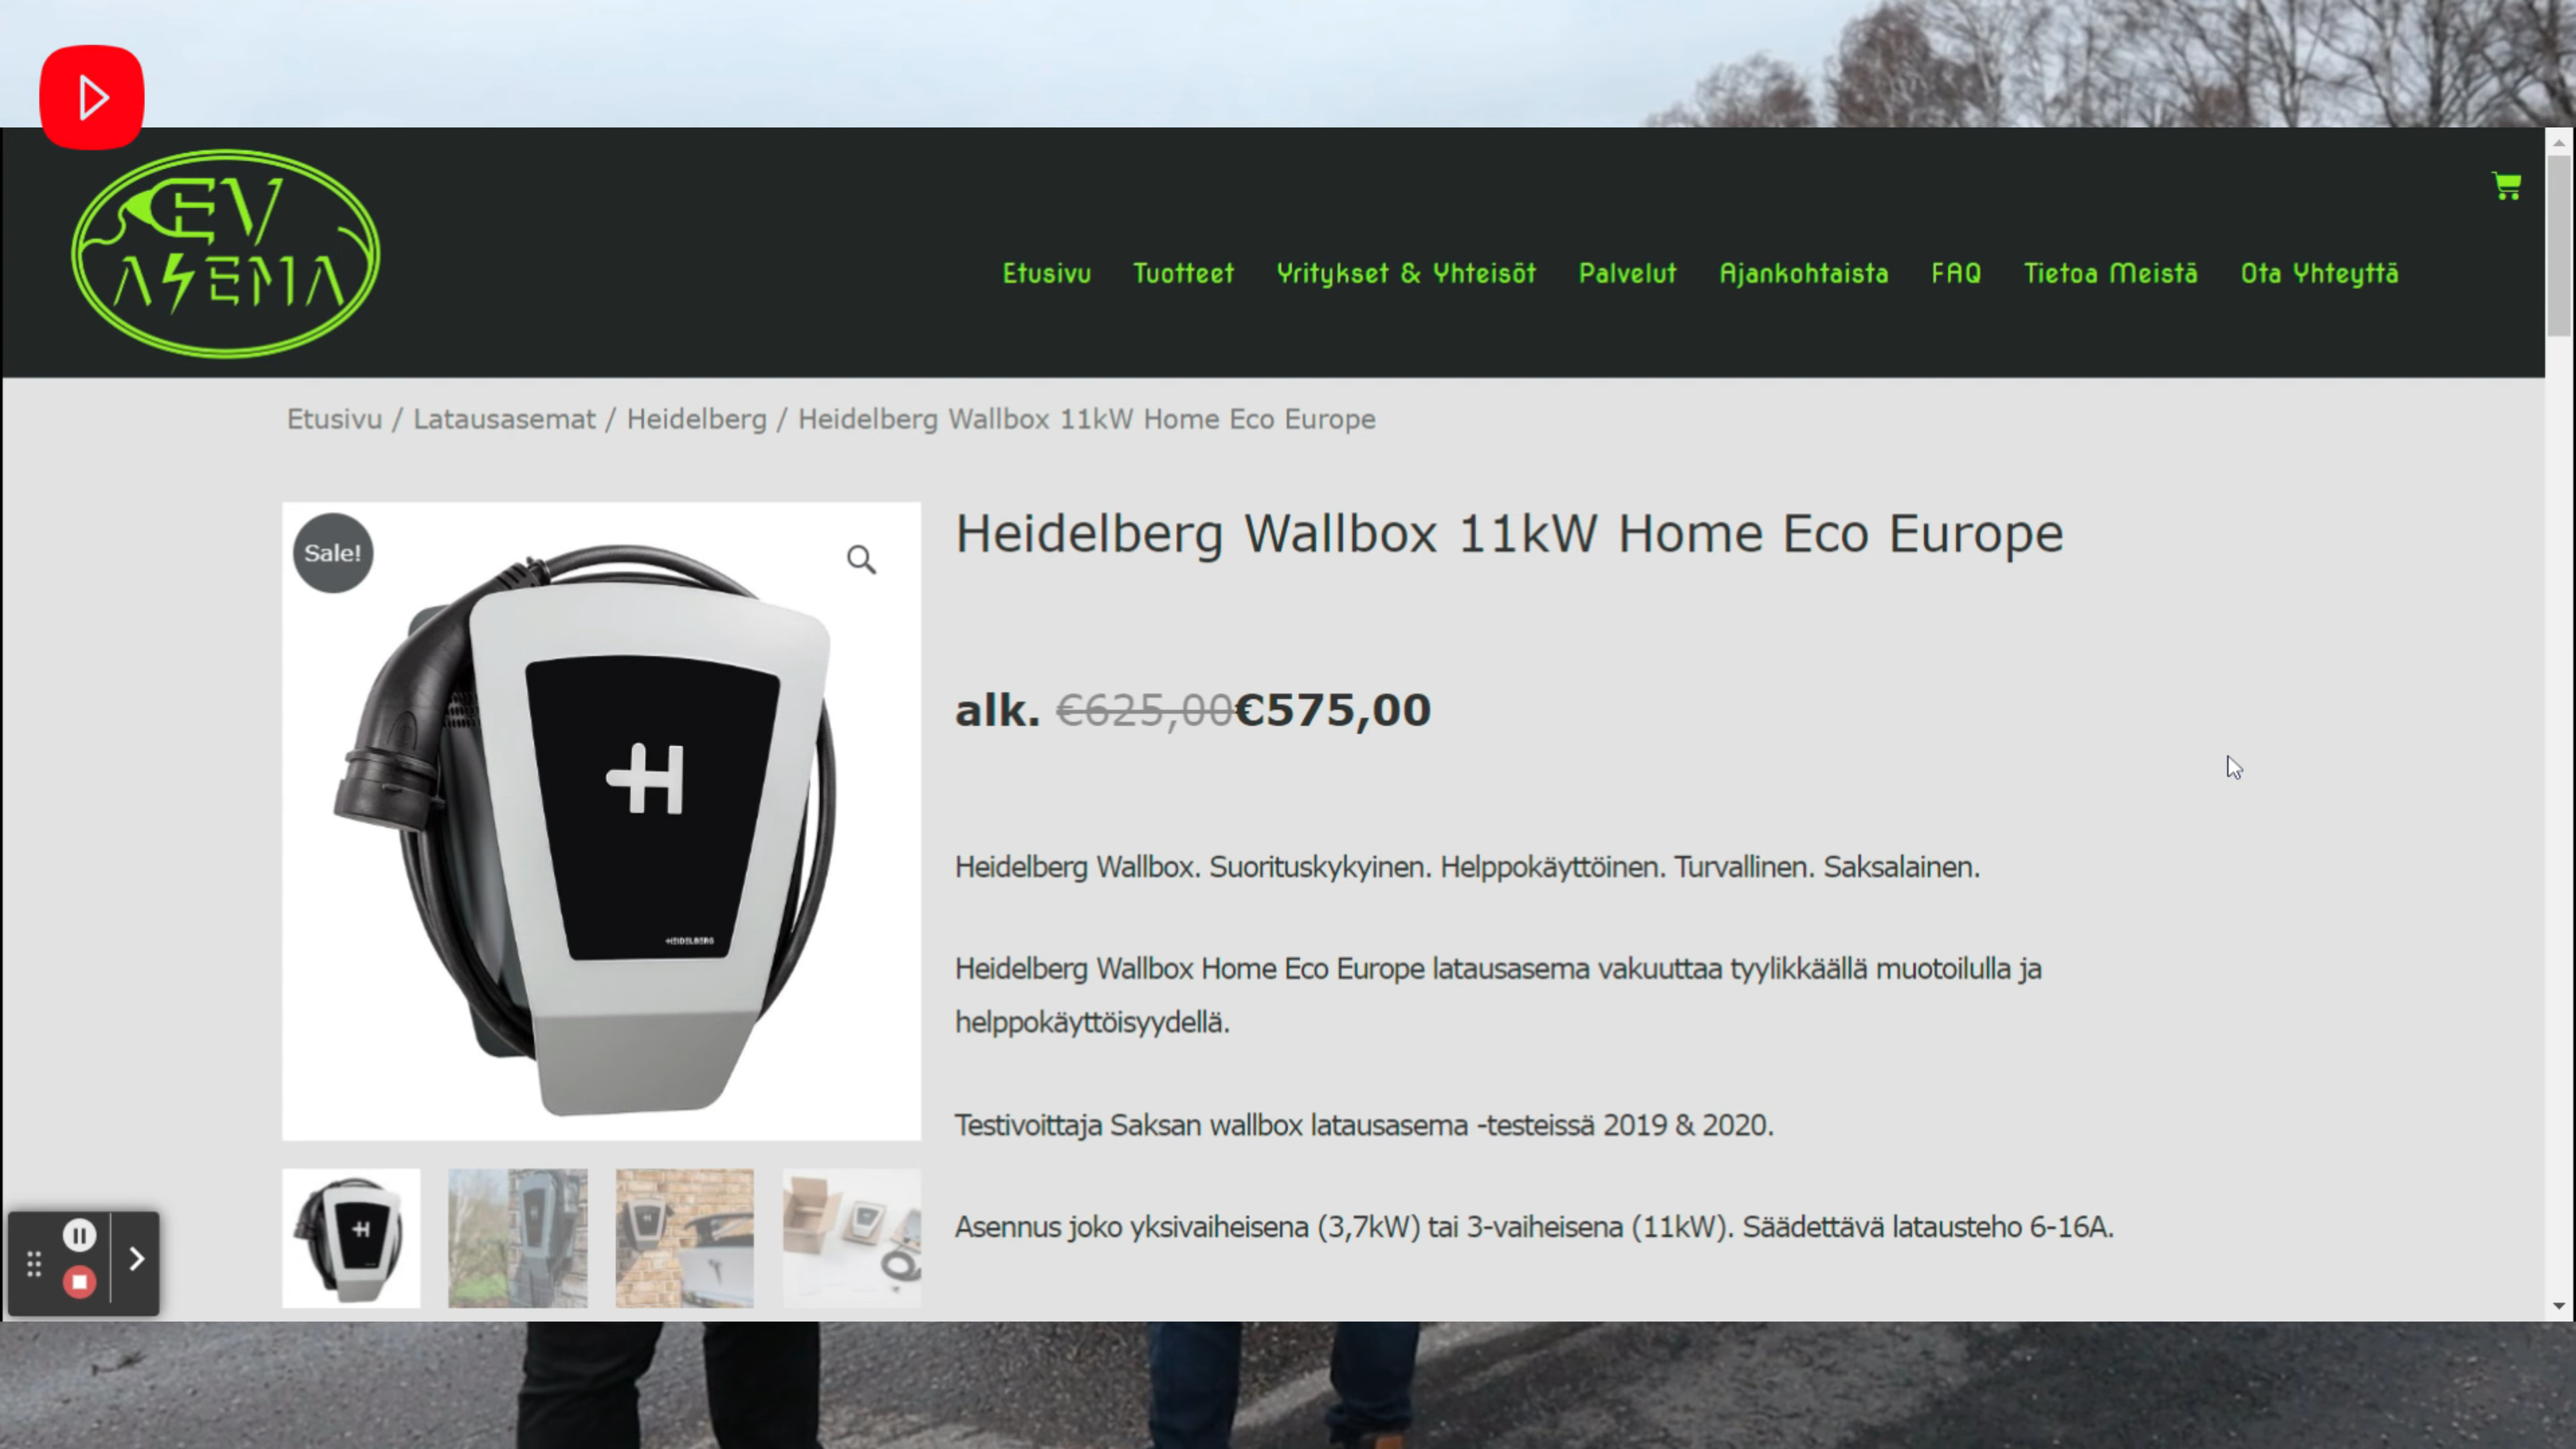 EV
ASEMA
Etusivu Tuotteet Yritykset & Yhteisöt Palvelut Ajankohtaista FAQ Tietoa Meistä Ota Yhteyttä
Etusivu / Latausasemat / Heidelberg / Heidelberg Wallbox 11kW Home Eco Europe
Sale!
HEIDELBERG
Heidelberg Wallbox 11kW Home Eco Europe
alk. €625,00€575,00
Heidelberg Wallbox. Suorituskykyinen. Helppokäyttöinen. Turvallinen. Saksalainen.
Heidelberg Wallbox Home Eco Europe latausasema vakuuttaa tyylikkäällä muotoilulla ja
helppokäyttöisyydellä.
Testivoittaja Saksan wallbox latausasema -testeissä 2019 & 2020.
Asennus joko yksivaiheisena (3,7kW) tai 3-vaiheisena (11kW). Säädettävä latausteho 6-16A.